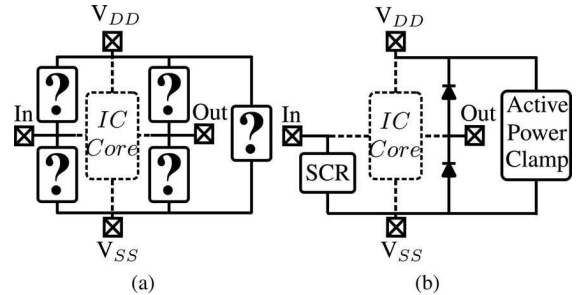 V_DD V_DD
? ? ?
In IC Core Out In IC Core Out Active Power Clamp
? ? SCR
V_SS V_SS
(a) (b)